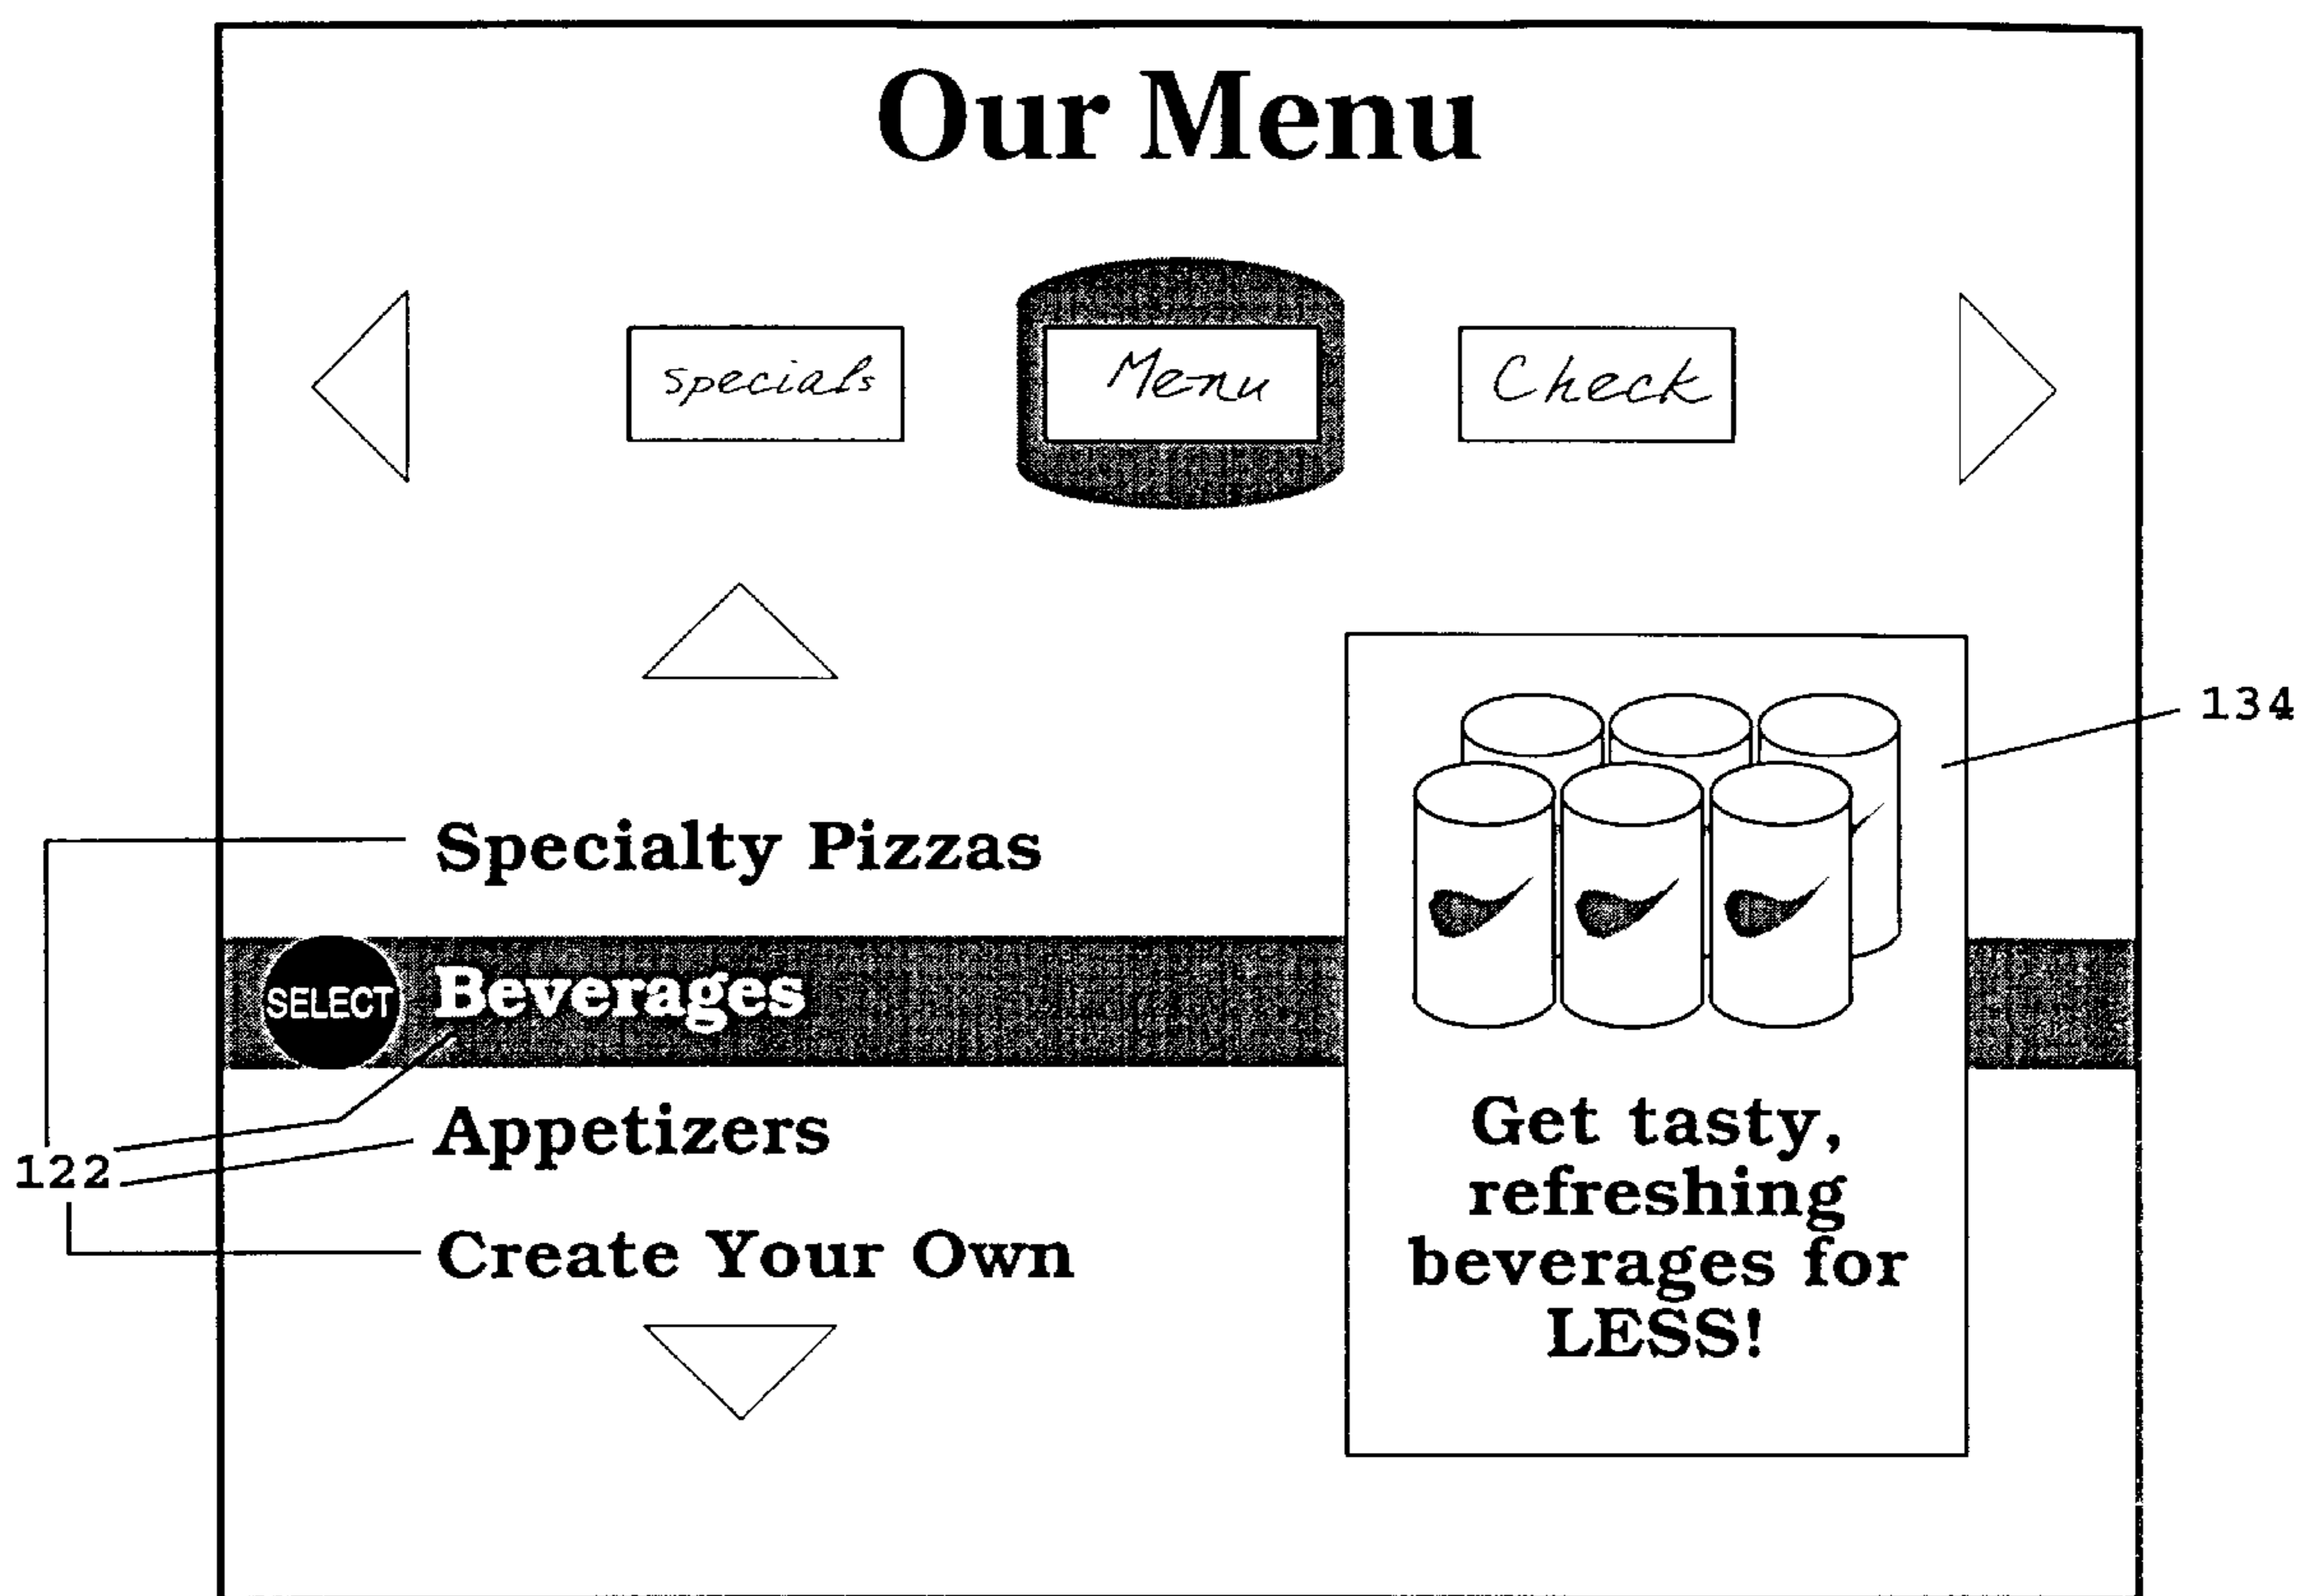 Our Menu
specials Menu Check
134
Specialty Pizzas
SELECT Beverages
Appetizers
122
Create Your Own
Get tasty,
refreshing
beverages for
LESS!